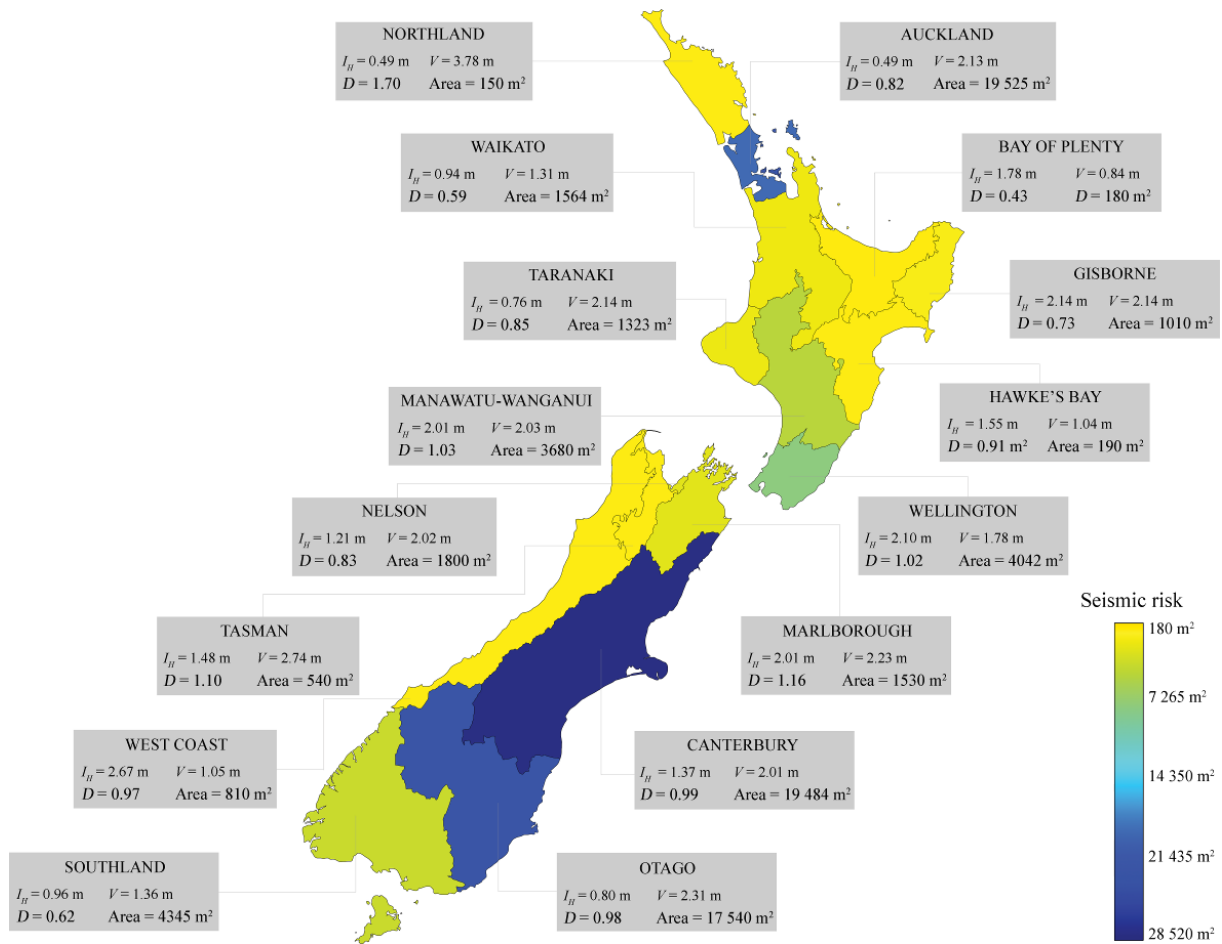 NORTHLAND
I_H = 0.49 m V = 3.78 m
D = 1.70 Area = 150 m²
AUCKLAND
I_H = 0.49 m V = 2.13 m
D = 0.82 Area = 19 525 m²
WAIKATO
I_H = 0.94 m V = 1.31 m
D = 0.59 Area = 1564 m²
BAY OF PLENTY
I_H = 1.78 m V = 0.84 m
D = 0.43 D = 180 m²
TARANAKI
I_H = 0.76 m V = 2.14 m
D = 0.85 Area = 1323 m²
GISBORNE
I_H = 2.14 m V = 2.14 m
D = 0.73 Area = 1010 m²
MANAWATU-WANGANUI
I_H = 2.01 m V = 2.03 m
D = 1.03 Area = 3680 m²
HAWKE'S BAY
I_H = 1.55 m V = 1.04 m
D = 0.91 m² Area = 190 m²
NELSON
I_H = 1.21 m V = 2.02 m
D = 0.83 Area = 1800 m²
WELLINGTON
I_H = 2.10 m V = 1.78 m
D = 1.02 Area = 4042 m²
TASMAN
I_H = 1.48 m V = 2.74 m
D = 1.10 Area = 540 m²
MARLBOROUGH
I_H = 2.01 m V = 2.23 m
D = 1.16 Area = 1530 m²
WEST COAST
I_H = 2.67 m V = 1.05 m
D = 0.97 Area = 810 m²
CANTERBURY
I_H = 1.37 m V = 2.01 m
D = 0.99 Area = 19 484 m²
SOUTHLAND
I_H = 0.96 m V = 1.36 m
D = 0.62 Area = 4345 m²
OTAGO
I_H = 0.80 m V = 2.31 m
D = 0.98 Area = 17 540 m²
Seismic risk
180 m²
7 265 m²
14 350 m²
21 435 m²
28 520 m²